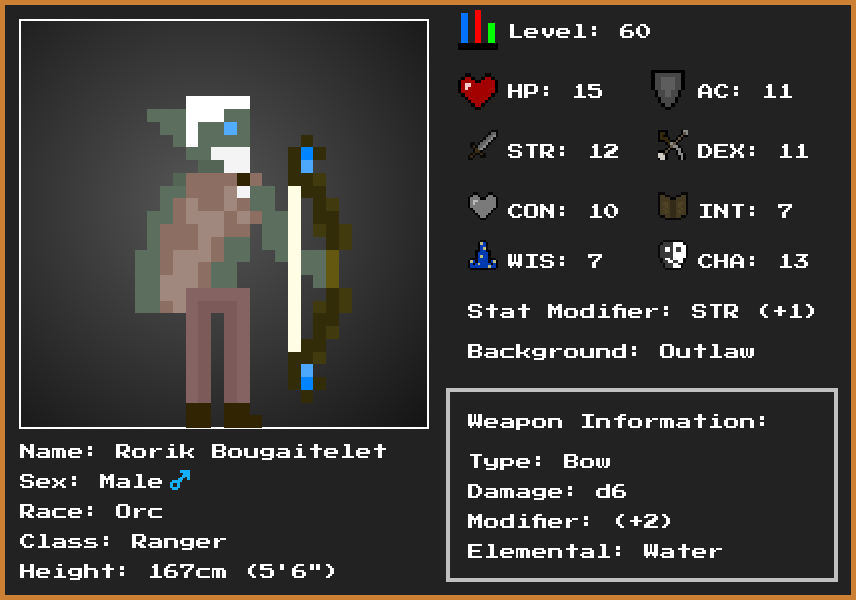 Level: 60
HP: 15 AC: 11
STR: 12 DEX: 11
CON: 10 INT: 7
WIS: 7 CHA: 13
Stat Modifier: STR (+1)
Background: Outlaw
Weapon Information:
Type: Bow
Damage: d6
Modifier: (+2)
Elemental: Water
Name: Rorik Bougaitelet
Sex: Male ♂
Race: Orc
Class: Ranger
Height: 167cm (5'6")